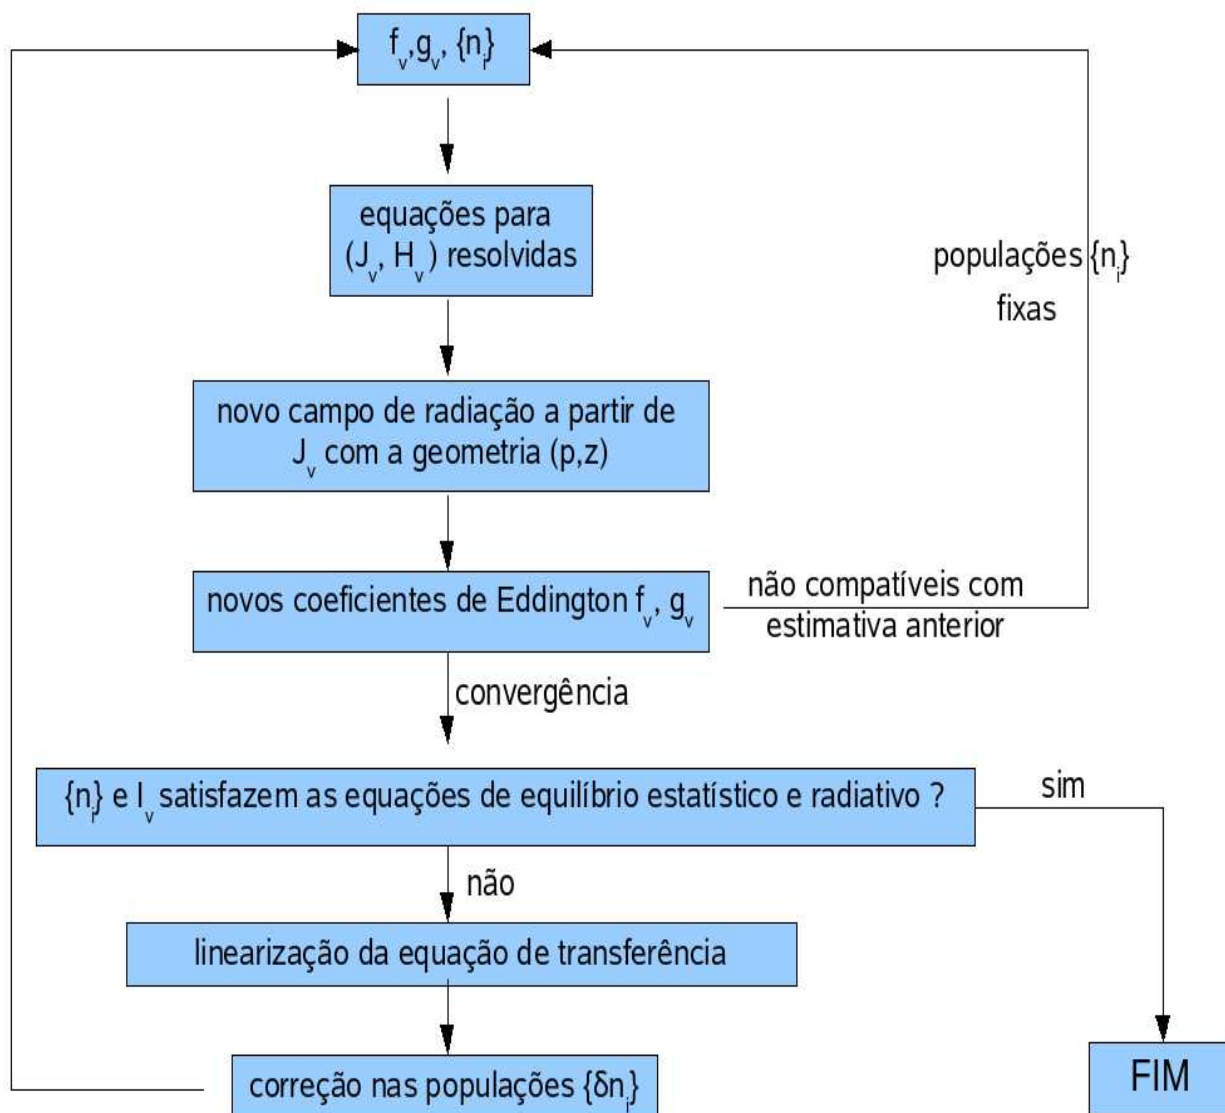 f_v, g_v, {n_i}
equações para
(J_v, H_v) resolvidas
populações {n_i}
fixas
novo campo de radiação a partir de
J_v com a geometria (p,z)
novos coeficientes de Eddington f_v, g_v
não compatíveis com
estimativa anterior
convergência
{n_i} e I_v satisfazem as equações de equilíbrio estatístico e radiativo ?
sim
não
linearização da equação de transferência
correção nas populações {δn_i}
FIM